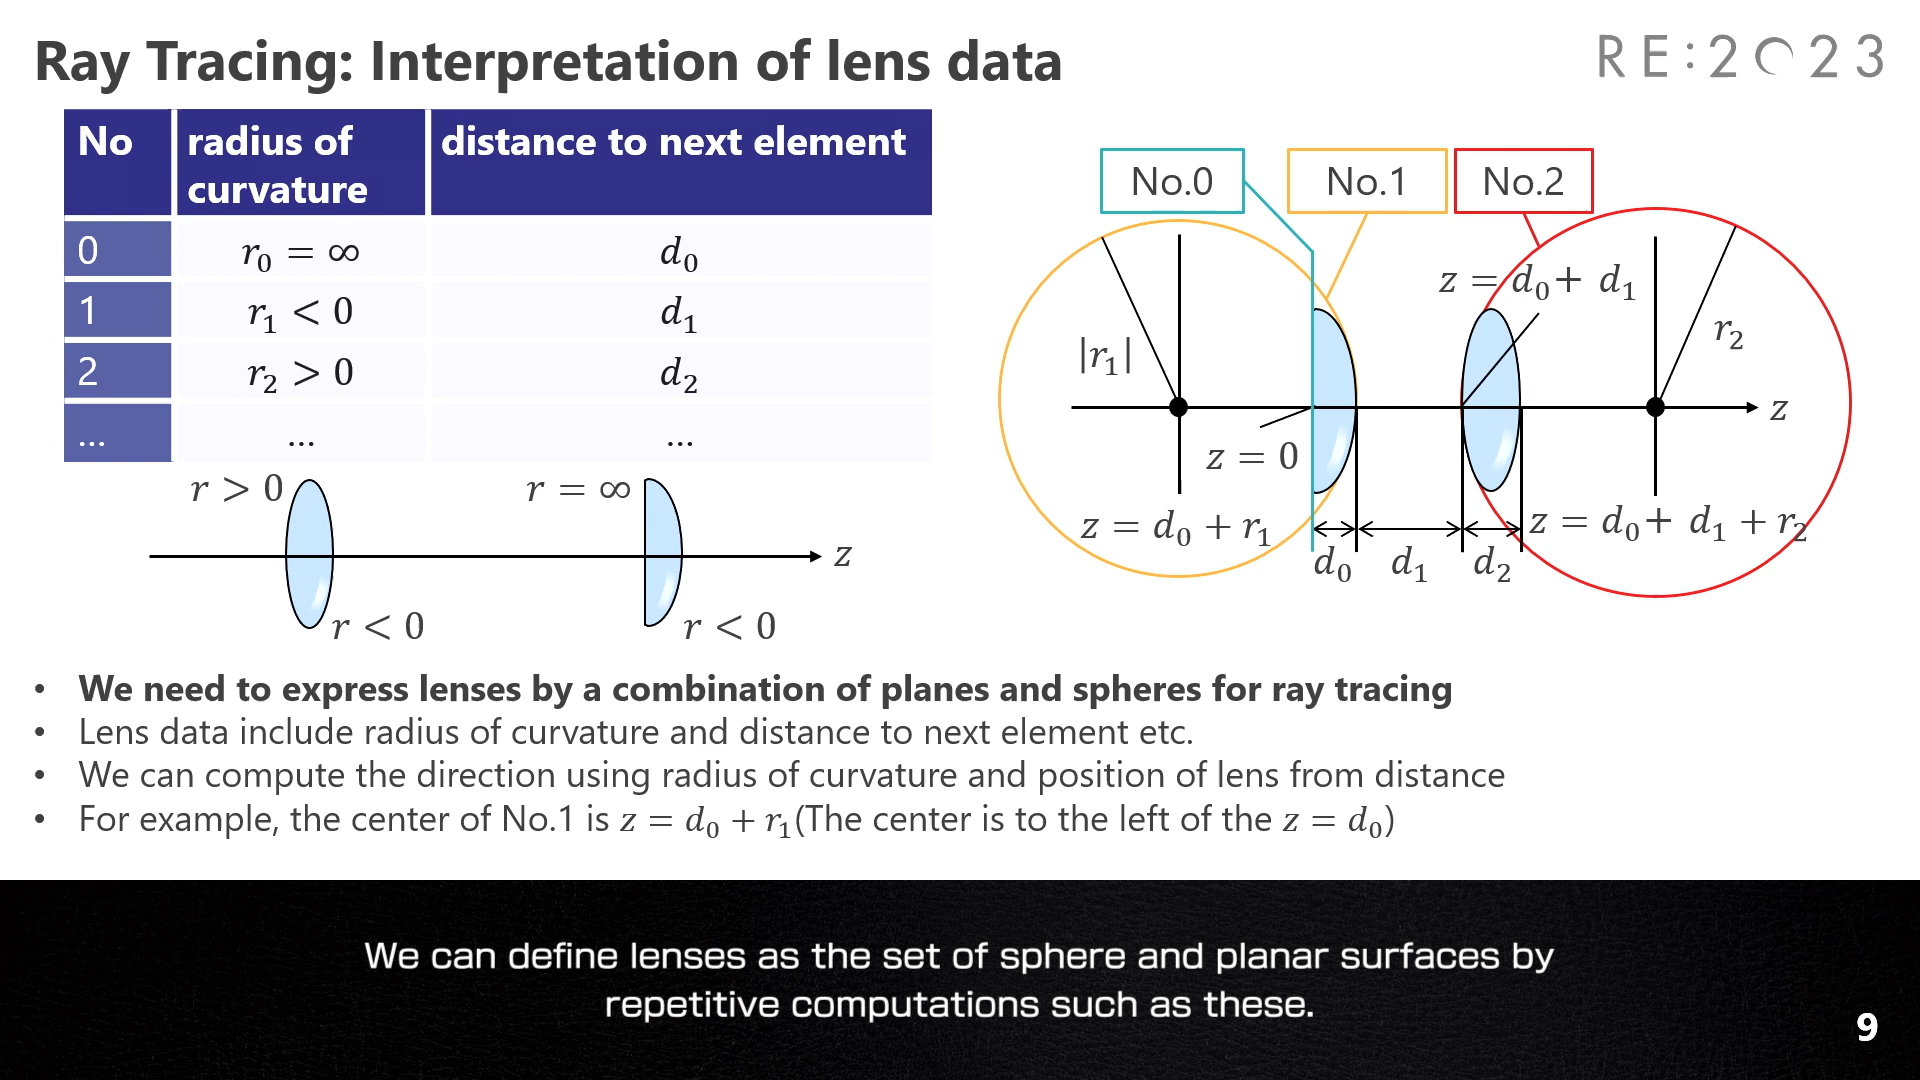 Ray Tracing: Interpretation of lens data
RE:2023
No radius of curvature distance to next element
0 r₀ = ∞ d₀
1 r₁ < 0 d₁
2 r₂ > 0 d₂
... ... ...
r > 0
r = ∞
z
r < 0
r < 0
No.0
No.1
No.2
z = d₀+ d₁
|r₁|
r₂
z
z = 0
z = d₀ + r₁
z = d₀+ d₁ + r₂
d₀
d₁
d₂
• We need to express lenses by a combination of planes and spheres for ray tracing
• Lens data include radius of curvature and distance to next element etc.
• We can compute the direction using radius of curvature and position of lens from distance
• For example, the center of No.1 is z = d₀ + r₁(The center is to the left of the z = d₀)
We can define lenses as the set of sphere and planar surfaces by
repetitive computations such as these.
9